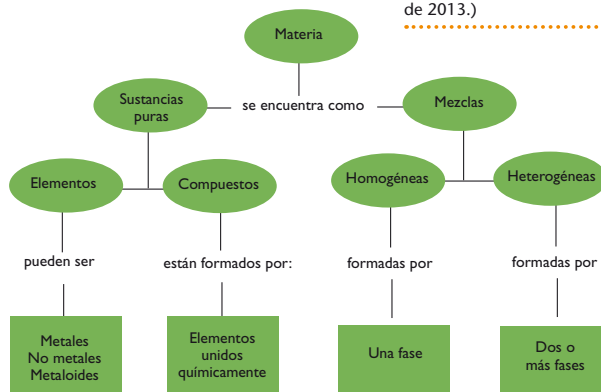 de 2013.)
Materia
Sustancias
puras
se encuentra como
Mezclas
Elementos
Compuestos
Homogéneas
Heterogéneas
pueden ser
están formados por:
formadas por
formadas por
Metales
No metales
Metaloides
Elementos
unidos
químicamente
Una fase
Dos o
más fases